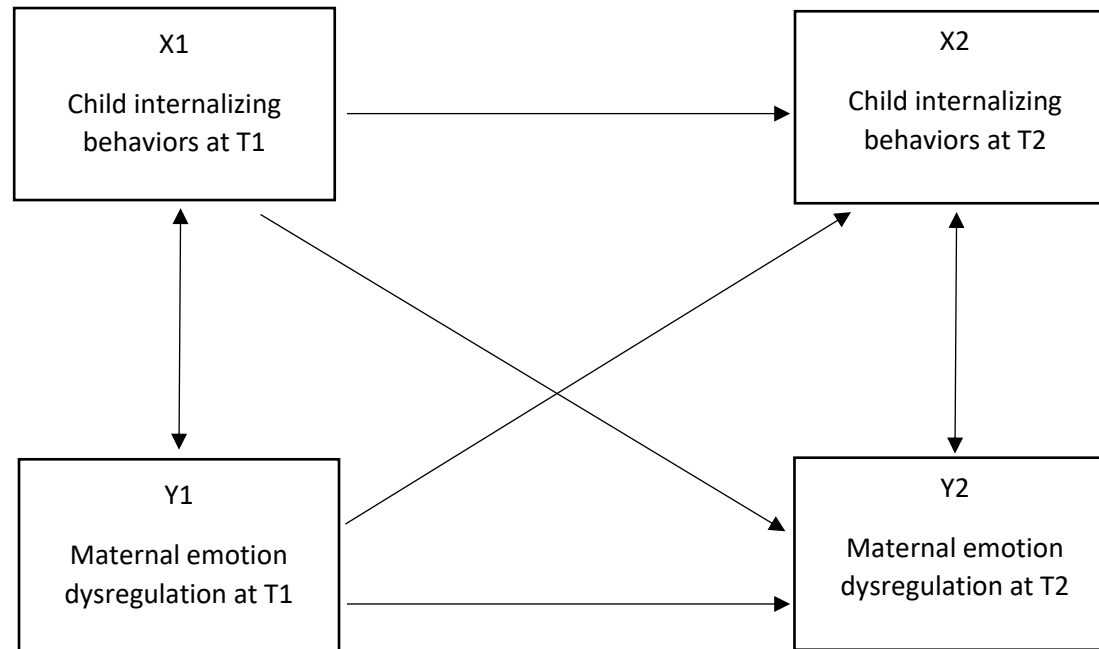 X1
Child internalizing
behaviors at T1
X2
Child internalizing
behaviors at T2
Y1
Maternal emotion
dysregulation at T1
Y2
Maternal emotion
dysregulation at T2